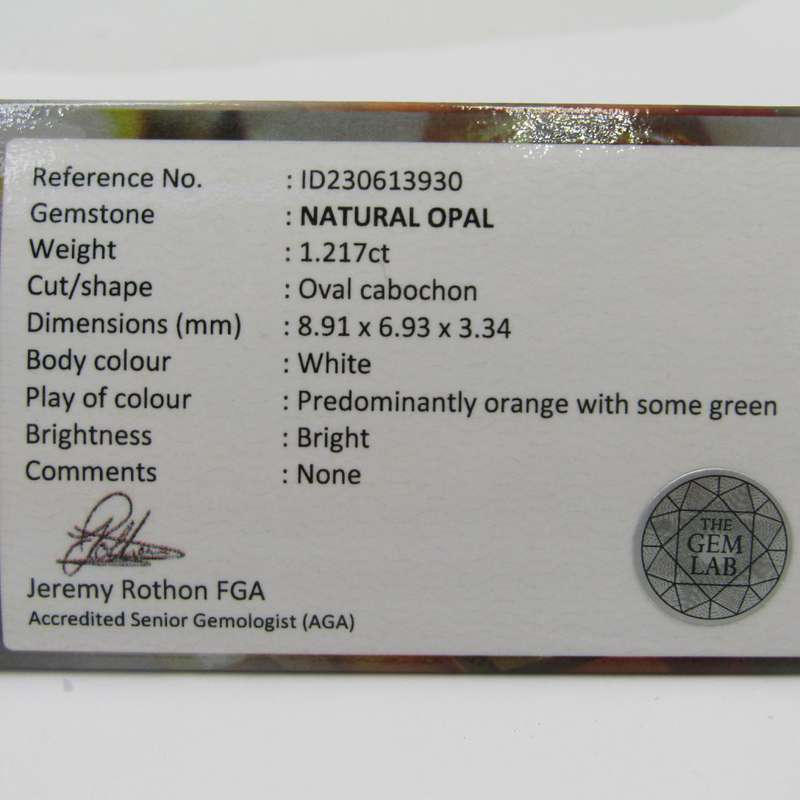 Reference No. : ID230613930
Gemstone : NATURAL OPAL
Weight : 1.217ct
Cut/shape : Oval cabochon
Dimensions (mm) : 8.91 x 6.93 x 3.34
Body colour : White
Play of colour : Predominantly orange with some green
Brightness : Bright
Comments : None
Jeremy Rothon FGA
Accredited Senior Gemologist (AGA)
THE
GEM
LAB